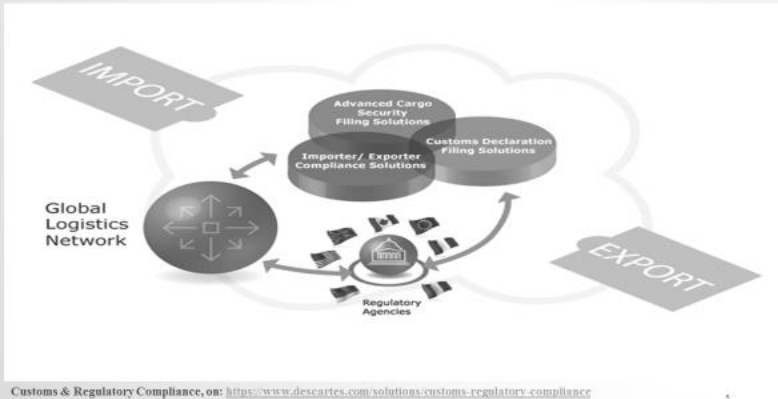 IMPORT
Advanced Cargo
Security
Filing Solutions
Customs Declaration
Filing Solutions
Importer/ Exporter
Compliance Solutions
Global
Logistics
Network
EXPORT
Regulatory
Agencies
Customs & Regulatory Compliance, on: https://www.descartes.com/solutions/customs-regulatory-compliance